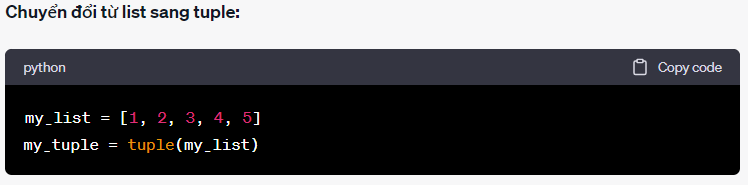 Chuyển đổi từ list sang tuple:
python Copy code
my_list = [1, 2, 3, 4, 5]
my_tuple = tuple(my_list)